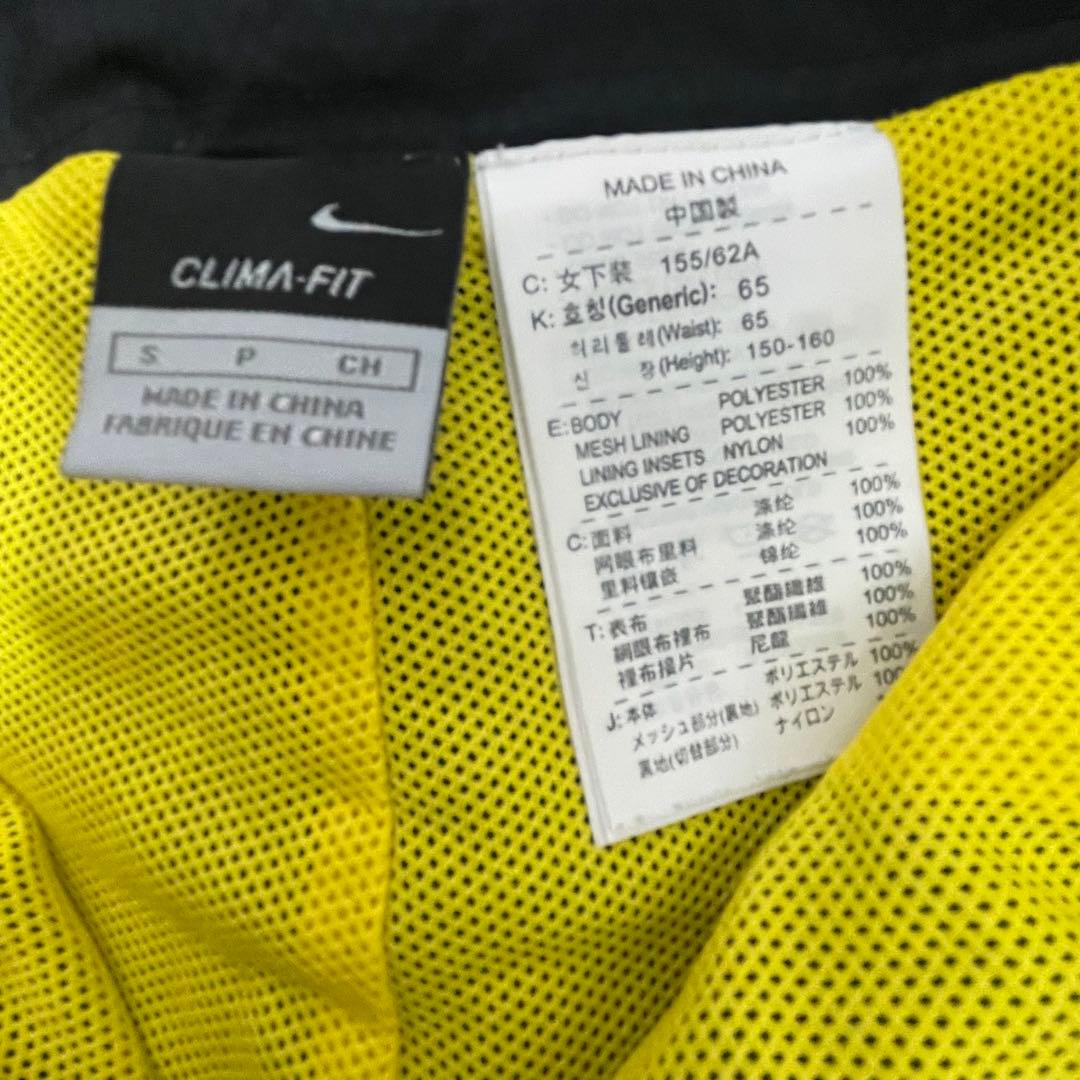 CLIMA-FIT
S P CH
MADE IN CHINA
FABRIQUE EN CHINE
MADE IN CHINA
中国製
C: 女下装 155/62A
K: 호칭(Generic): 65
허리둘레(Waist): 65
신 장(Height): 150-160
E: BODY POLYESTER 100%
MESH LINING POLYESTER 100%
LINING INSETS NYLON 100%
EXCLUSIVE OF DECORATION
C: 面料 涤纶 100%
网眼布里料 涤纶 100%
里料镶嵌 锦纶 100%
T: 表布 聚酯纖維 100%
網眼布裡布 聚酯纖維 100%
裡布接片 尼龍 100%
J: 本体 ポリエステル 100%
メッシュ部分(裏地) ポリエステル 100
裏地(切替部分) ナイロン